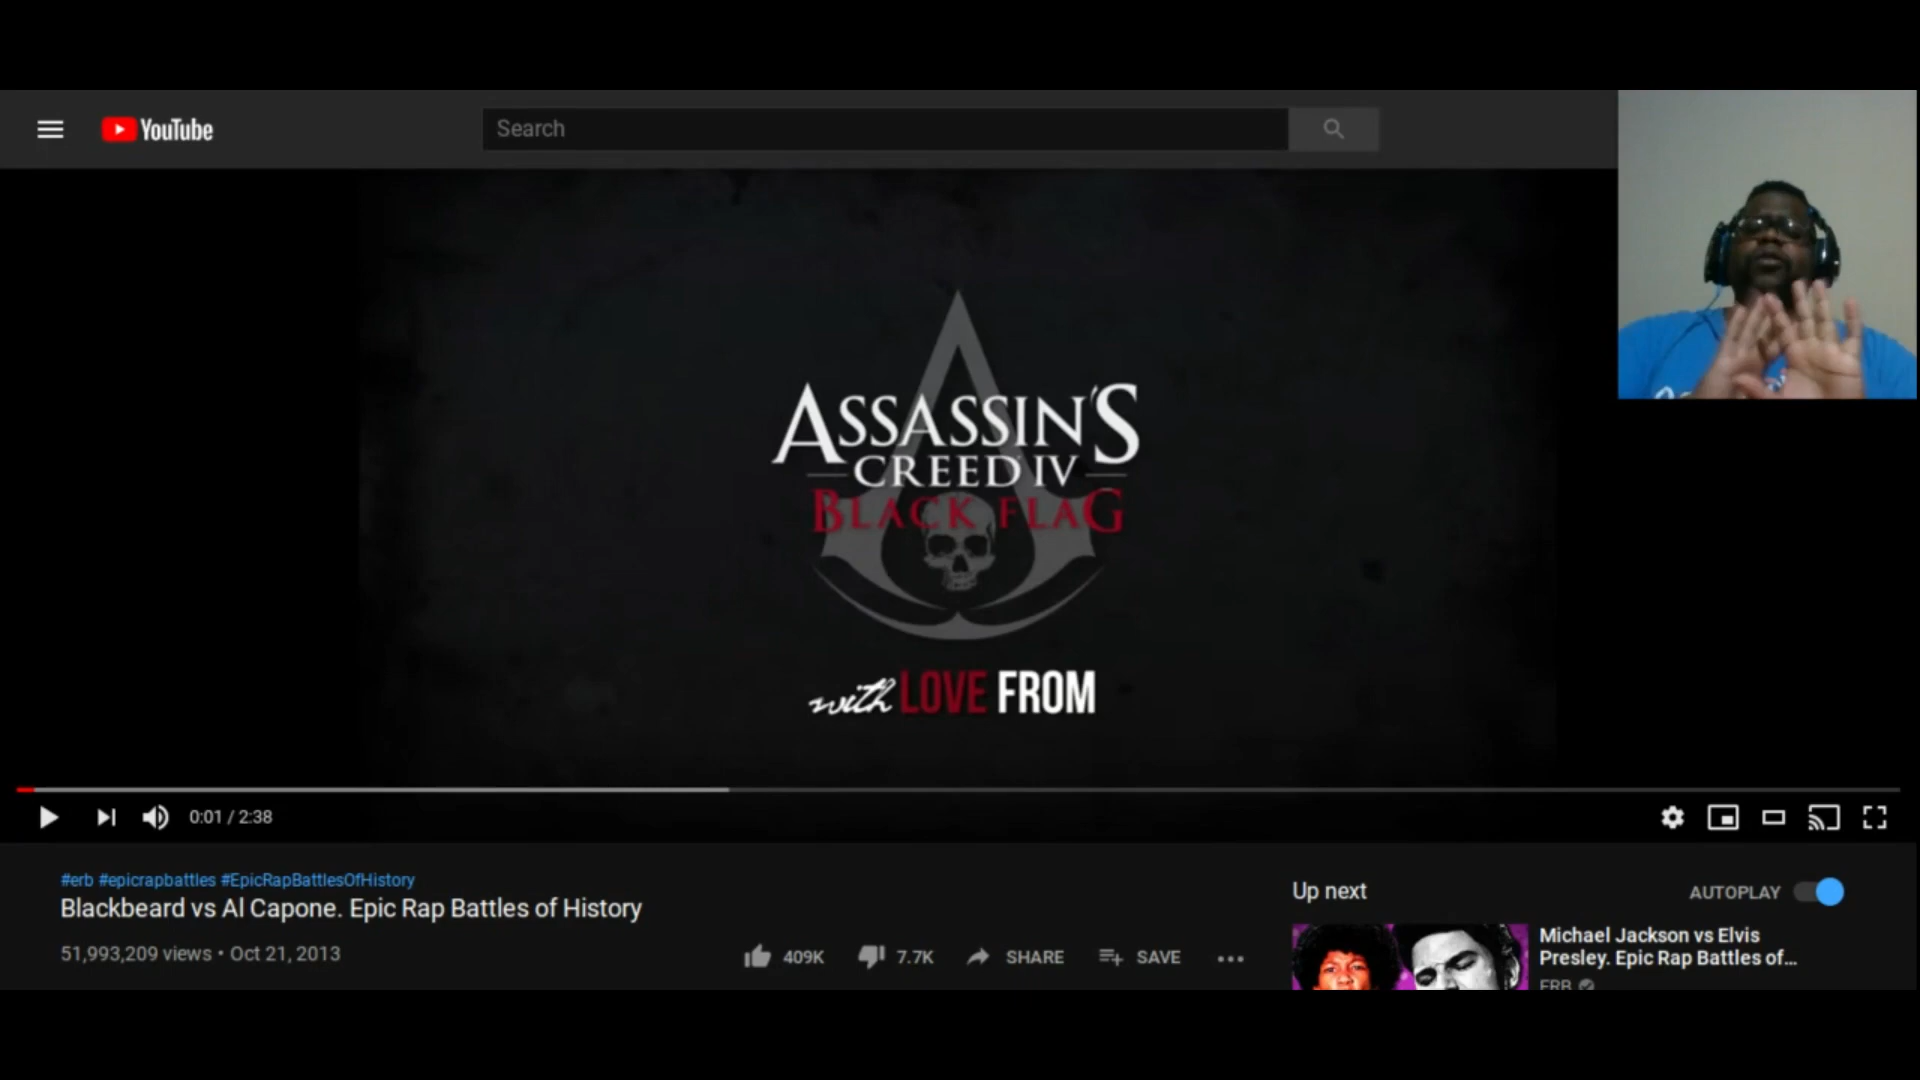 YouTube
Search
ASSASSIN'S
CREED IV
BLACK FLAG
with LOVE FROM
0:01 / 2:38
#erb #epicrapbattles #EpicRapBattlesOfHistory
Blackbeard vs Al Capone. Epic Rap Battles of History
51,993,209 views • Oct 21, 2013
409K
7.7K
SHARE
SAVE
Up next
AUTOPLAY
Michael Jackson vs Elvis
Presley. Epic Rap Battles of...
ERB